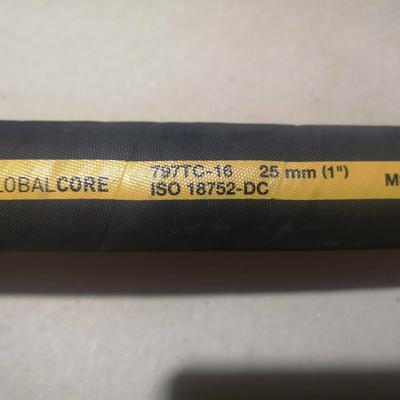 LOBALCORE 797TC-16 25 mm (1")
ISO 18752-DC